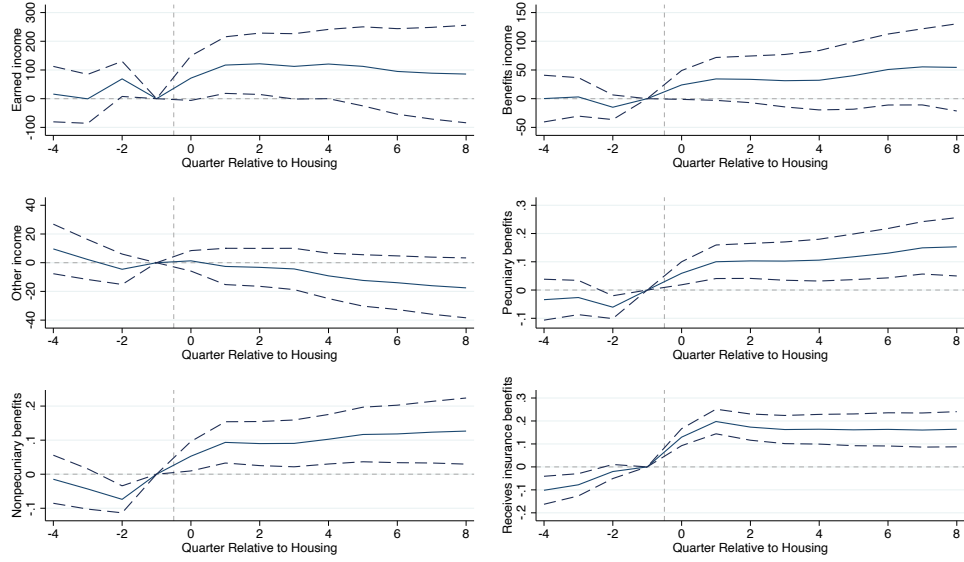 Earned income
300
200
100
0
-100
-4 -2 0 2 4 6 8
Quarter Relative to Housing
Benefits income
150
100
50
0
-50
-4 -2 0 2 4 6 8
Quarter Relative to Housing
Other income
40
20
0
-20
-40
-4 -2 0 2 4 6 8
Quarter Relative to Housing
Pecuniary benefits
.3
.2
.1
0
-.1
-4 -2 0 2 4 6 8
Quarter Relative to Housing
Nonpecuniary benefits
.2
.1
0
-.1
-4 -2 0 2 4 6 8
Quarter Relative to Housing
Receives insurance benefits
.3
.2
.1
0
-.1
-.2
-4 -2 0 2 4 6 8
Quarter Relative to Housing